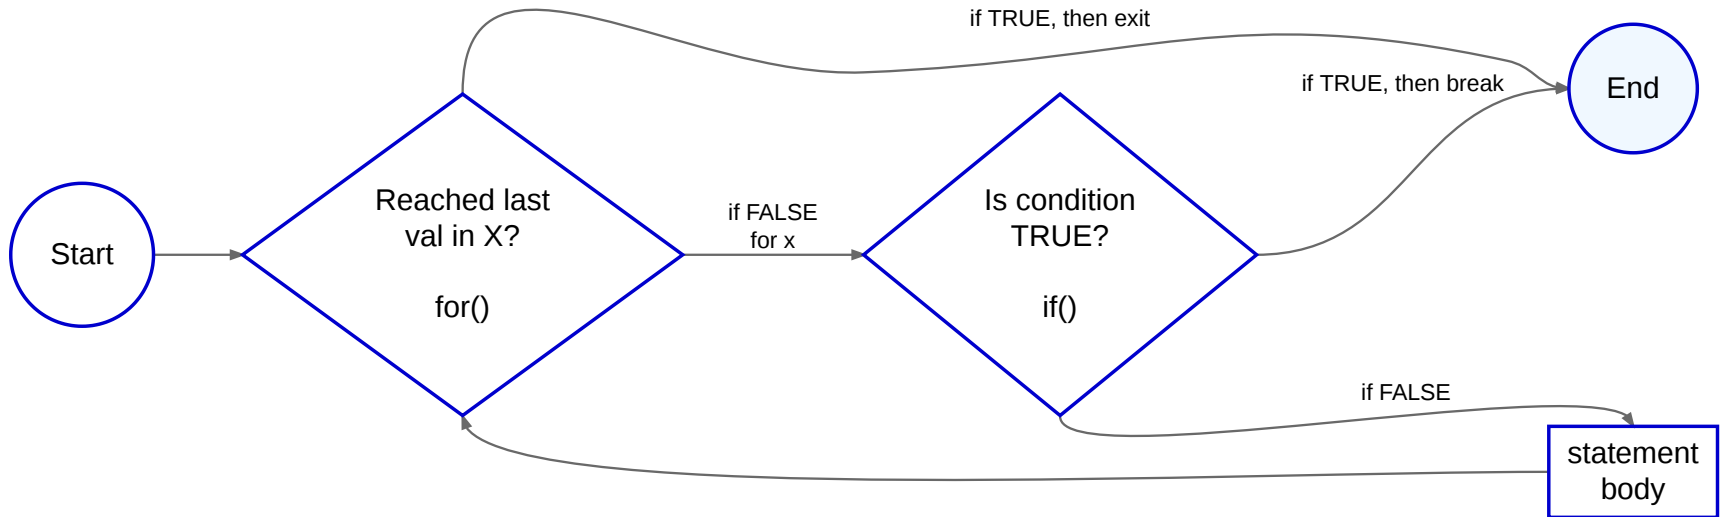 Start
Reached last
val in X?
for()
if TRUE, then exit
if FALSE
for x
Is condition
TRUE?
if()
if TRUE, then break
End
if FALSE
statement
body